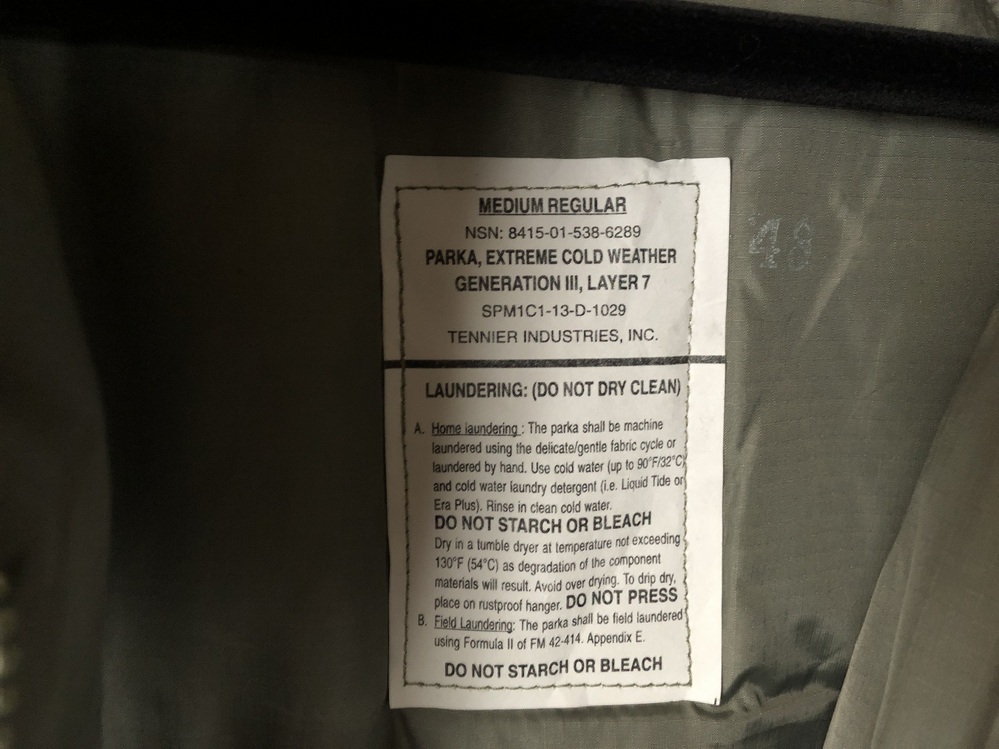 MEDIUM REGULAR
NSN: 8415-01-538-6289
PARKA, EXTREME COLD WEATHER
GENERATION III, LAYER 7
SPM1C1-13-D-1029
TENNIER INDUSTRIES, INC.
LAUNDERING: (DO NOT DRY CLEAN)
A. Home laundering : The parka shall be machine
laundered using the delicate/gentle fabric cycle or
laundered by hand. Use cold water (up to 90°F/32°C)
and cold water laundry detergent (i.e. Liquid Tide or
Era Plus). Rinse in clean cold water.
DO NOT STARCH OR BLEACH
Dry in a tumble dryer at temperature not exceeding
130°F (54°C) as degradation of the component
materials will result. Avoid over drying. To drip dry,
place on rustproof hanger. DO NOT PRESS
B. Field Laundering: The parka shall be field laundered
using Formula II of FM 42-414. Appendix E.
DO NOT STARCH OR BLEACH
48